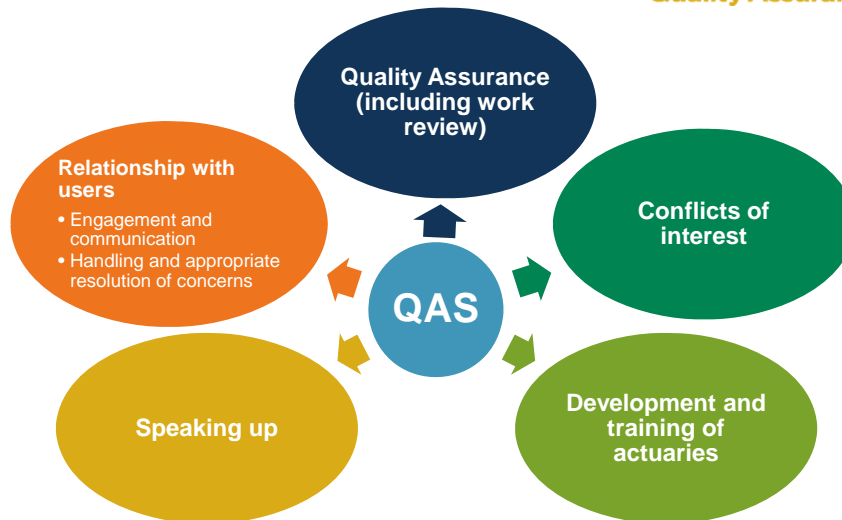 Quality Assurance
(including work
review)
Relationship with
users
• Engagement and
communication
• Handling and appropriate
resolution of concerns
Conflicts of
interest
QAS
Speaking up
Development and
training of
actuaries